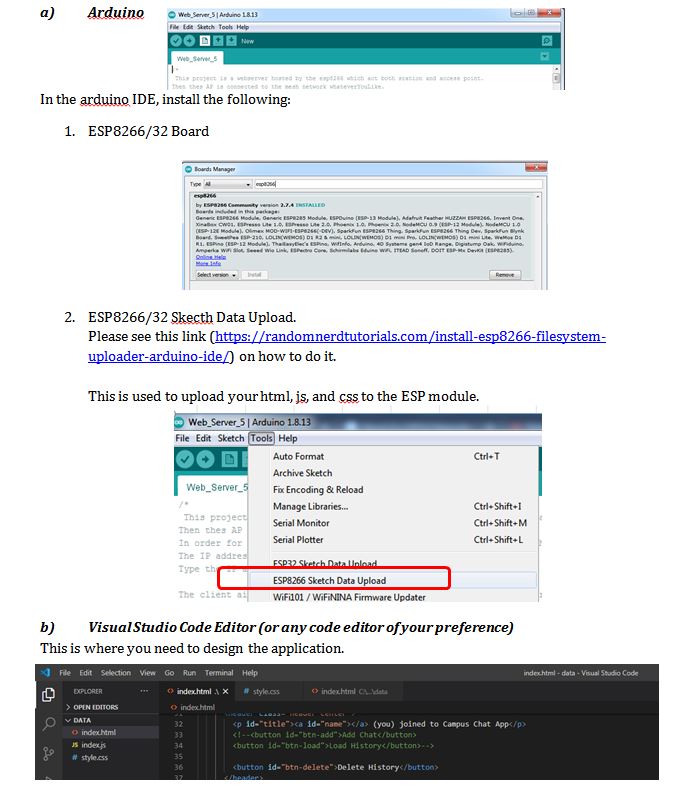 a) Arduino
Web_Server_5 | Arduino 1.8.13
File Edit Sketch Tools Help
New
Web_Server_5
/*
This project is a webserver hosted by the esp8266 which act both station and access point.
Then thes AP is connected to the mesh network whateverYouLike.
In the arduino IDE, install the following:
1. ESP8266/32 Board
Boards Manager
Type All esp8266
esp8266
by ESP8266 Community version 2.7.4 INSTALLED
Boards included in this package:
Generic ESP8266 Module, Generic ESP8285 Module, ESPDuino (ESP-13 Module), Adafruit Feather HUZZAH ESP8266, Invent One,
XinaBox CW01, ESPresso Lite 1.0, ESPresso Lite 2.0, Phoenix 1.0, Phoenix 2.0, NodeMCU 0.9 (ESP-12 Module), NodeMCU 1.0
(ESP-12E Module), Olimex MOD-WIFI-ESP8266(-DEV), SparkFun ESP8266 Thing, SparkFun ESP8266 Thing Dev, SparkFun Blynk
Board, SweetPea ESP-210, LOLIN(WEMOS) D1 R2 & mini, LOLIN(WEMOS) D1 mini Pro, LOLIN(WEMOS) D1 mini Lite, WeMos D1
R1, ESPino (ESP-12 Module), ThaiEasyElec's ESPino, WifInfo, Arduino, 4D Systems gen4 IoD Range, Digistump Oak, WiFiduino,
Amperka WiFi Slot, Seeed Wio Link, ESPectro Core, Schirmilabs Eduino WiFi, ITEAD Sonoff, DOIT ESP-Mx DevKit (ESP8285).
Online Help
More Info
Select version Install Remove
2. ESP8266/32 Skecth Data Upload.
Please see this link (https://randomnerdtutorials.com/install-esp8266-filesystem-
uploader-arduino-ide/) on how to do it.
This is used to upload your html, js, and css to the ESP module.
Web_Server_5 | Arduino 1.8.13
File Edit Sketch Tools Help
Auto Format Ctrl+T
Archive Sketch
Web_Server_5 Fix Encoding & Reload
/* Manage Libraries... Ctrl+Shift+I
This project Serial Monitor Ctrl+Shift+M
Then thes AP
In order for Serial Plotter Ctrl+Shift+L
The IP addres ESP32 Sketch Data Upload
Type th ESP8266 Sketch Data Upload
The client ai WiFi101 / WiFiNINA Firmware Updater
b) Visual Studio Code Editor (or any code editor of your preference)
This is where you need to design the application.
File Edit Selection View Go Run Terminal Help index.html - data - Visual Studio Code
EXPLORER ... index.html .\ X # style.css index.html C:\...\data
> OPEN EDITORS index.html
DATA
index.html
JS index.js
# style.css
32 <p id="title"><a id="name"></a> (you) joined to Campus Chat App</p>
33 <!--<button id="btn-add">Add Chat</button>
34 <button id="btn-load">Load History</button>-->
35
36 <button id="btn-delete">Delete History</button>
37 </header>